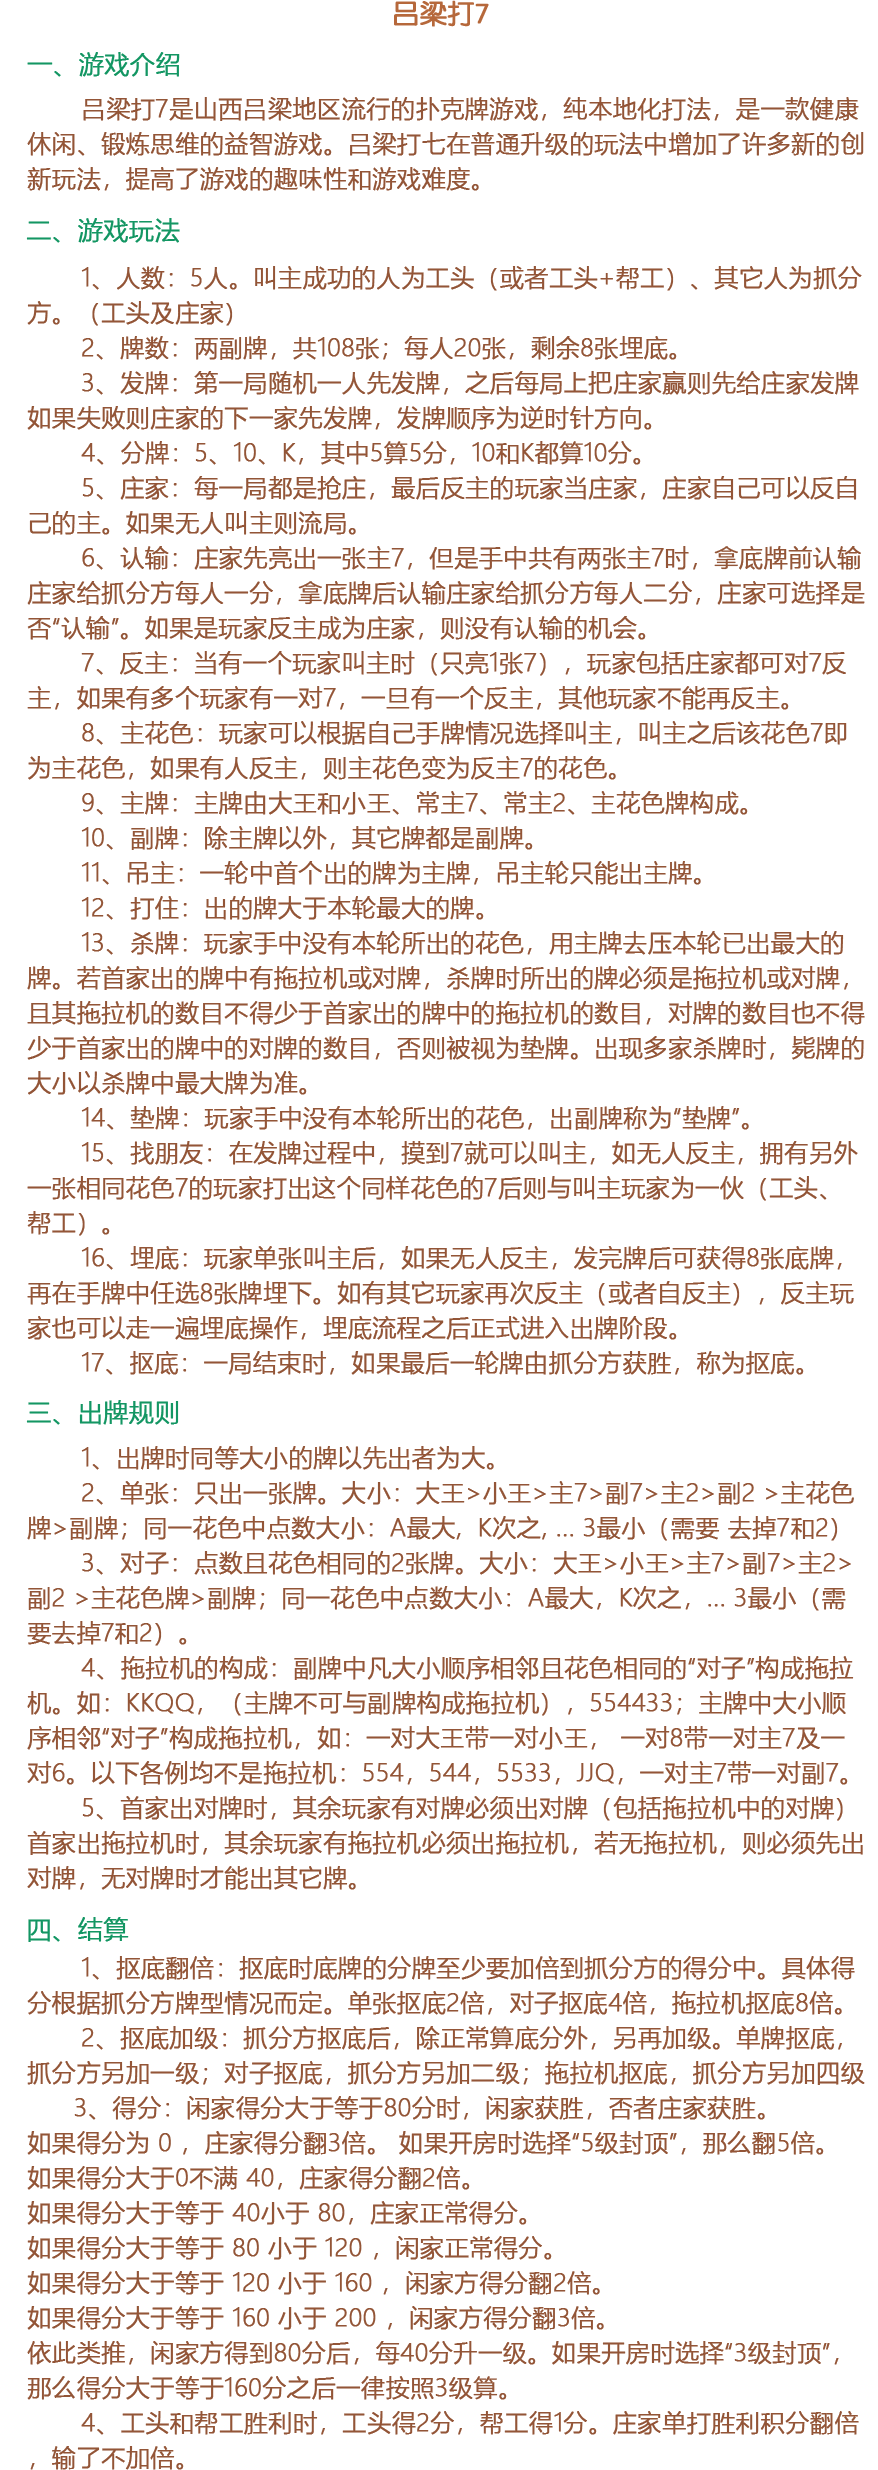 吕梁打7
一、游戏介绍
吕梁打7是山西吕梁地区流行的扑克牌游戏，纯本地化打法，是一款健康
休闲、锻炼思维的益智游戏。吕梁打七在普通升级的玩法中增加了许多新的创
新玩法，提高了游戏的趣味性和游戏难度。
二、游戏玩法
1、人数：5人。叫主成功的人为工头（或者工头+帮工）、其它人为抓分
方。（工头及庄家）
2、牌数：两副牌，共108张；每人20张，剩余8张埋底。
3、发牌：第一局随机一人先发牌，之后每局上把庄家赢则先给庄家发牌
如果失败则庄家的下一家先发牌，发牌顺序为逆时针方向。
4、分牌：5、10、K，其中5算5分，10和K都算10分。
5、庄家：每一局都是抢庄，最后反主的玩家当庄家，庄家自己可以反自
己的主。如果无人叫主则流局。
6、认输：庄家先亮出一张主7，但是手中共有两张主7时，拿底牌前认输
庄家给抓分方每人一分，拿底牌后认输庄家给抓分方每人二分，庄家可选择是
否“认输”。如果是玩家反主成为庄家，则没有认输的机会。
7、反主：当有一个玩家叫主时（只亮1张7），玩家包括庄家都可对7反
主，如果有多个玩家有一对7，一旦有一个反主，其他玩家不能再反主。
8、主花色：玩家可以根据自己手牌情况选择叫主，叫主之后该花色7即
为主花色，如果有人反主，则主花色变为反主7的花色。
9、主牌：主牌由大王和小王、常主7、常主2、主花色牌构成。
10、副牌：除主牌以外，其它牌都是副牌。
11、吊主：一轮中首个出的牌为主牌，吊主轮只能出主牌。
12、打住：出的牌大于本轮最大的牌。
13、杀牌：玩家手中没有本轮所出的花色，用主牌去压本轮已出最大的
牌。若首家出的牌中有拖拉机或对牌，杀牌时所出的牌必须是拖拉机或对牌，
且其拖拉机的数目不得少于首家出的牌中的拖拉机的数目，对牌的数目也不得
少于首家出的牌中的对牌的数目，否则被视为垫牌。出现多家杀牌时，毙牌的
大小以杀牌中最大牌为准。
14、垫牌：玩家手中没有本轮所出的花色，出副牌称为“垫牌”。
15、找朋友：在发牌过程中，摸到7就可以叫主，如无人反主，拥有另外
一张相同花色7的玩家打出这个同样花色的7后则与叫主玩家为一伙（工头、
帮工）。
16、埋底：玩家单张叫主后，如果无人反主，发完牌后可获得8张底牌，
再在手牌中任选8张牌埋下。如有其它玩家再次反主（或者自反主），反主玩
家也可以走一遍埋底操作，埋底流程之后正式进入出牌阶段。
17、抠底：一局结束时，如果最后一轮牌由抓分方获胜，称为抠底。
三、出牌规则
1、出牌时同等大小的牌以先出者为大。
2、单张：只出一张牌。大小：大王>小王>主7>副7>主2>副2 >主花色
牌>副牌；同一花色中点数大小：A最大，K次之, ... 3最小（需要 去掉7和2）
3、对子：点数且花色相同的2张牌。大小：大王>小王>主7>副7>主2>
副2 >主花色牌>副牌；同一花色中点数大小：A最大，K次之，... 3最小（需
要去掉7和2）。
4、拖拉机的构成：副牌中凡大小顺序相邻且花色相同的“对子”构成拖拉
机。如：KKQQ，（主牌不可与副牌构成拖拉机），554433；主牌中大小顺
序相邻“对子”构成拖拉机，如：一对大王带一对小王， 一对8带一对主7及一
对6。以下各例均不是拖拉机：554，544，5533，JJQ，一对主7带一对副7。
5、首家出对牌时，其余玩家有对牌必须出对牌（包括拖拉机中的对牌）
首家出拖拉机时，其余玩家有拖拉机必须出拖拉机，若无拖拉机，则必须先出
对牌，无对牌时才能出其它牌。
四、结算
1、抠底翻倍：抠底时底牌的分牌至少要加倍到抓分方的得分中。具体得
分根据抓分方牌型情况而定。单张抠底2倍，对子抠底4倍，拖拉机抠底8倍。
2、抠底加级：抓分方抠底后，除正常算底分外，另再加级。单牌抠底，
抓分方另加一级；对子抠底，抓分方另加二级；拖拉机抠底，抓分方另加四级
3、得分：闲家得分大于等于80分时，闲家获胜，否者庄家获胜。
如果得分为 0 ，庄家得分翻3倍。 如果开房时选择“5级封顶”，那么翻5倍。
如果得分大于0不满 40，庄家得分翻2倍。
如果得分大于等于 40小于 80，庄家正常得分。
如果得分大于等于 80 小于 120 ，闲家正常得分。
如果得分大于等于 120 小于 160 ，闲家方得分翻2倍。
如果得分大于等于 160 小于 200 ，闲家方得分翻3倍。
依此类推，闲家方得到80分后，每40分升一级。如果开房时选择“3级封顶”，
那么得分大于等于160分之后一律按照3级算。
4、工头和帮工胜利时，工头得2分，帮工得1分。庄家单打胜利积分翻倍
，输了不加倍。